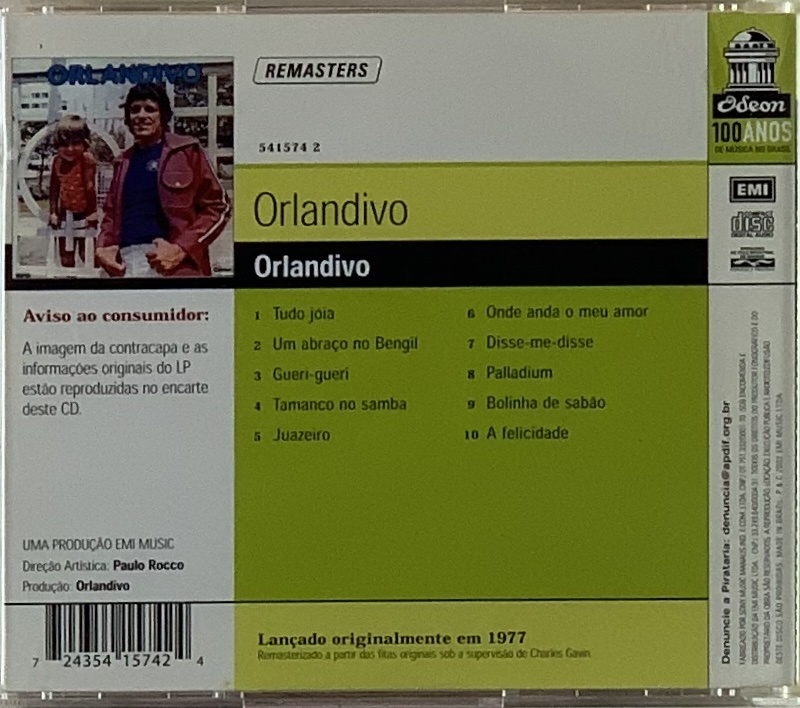 ORLANDIVO
REMASTERS
541574 2
Odeon
100 ANOS
DE MÚSICA NO BRASIL
EMI
COMPACT
disc
DIGITAL AUDIO
Orlandivo
Orlandivo
1 Tudo jóia
2 Um abraço no Bengil
3 Gueri-gueri
4 Tamanco no samba
5 Juazeiro
6 Onde anda o meu amor
7 Disse-me-disse
8 Palladium
9 Bolinha de sabão
10 A felicidade
Aviso ao consumidor:
A imagem da contracapa e as
informações originais do LP
estão reproduzidas no encarte
deste CD.
UMA PRODUÇÃO EMI MUSIC
Direção Artística: Paulo Rocco
Produção: Orlandivo
7 24354 15742 4
Lançado originalmente em 1977
Remasterizado a partir das fitas originais sob a supervisão de Charles Gavin.
Denuncie a Pirataria: denuncia@apdif.org.br